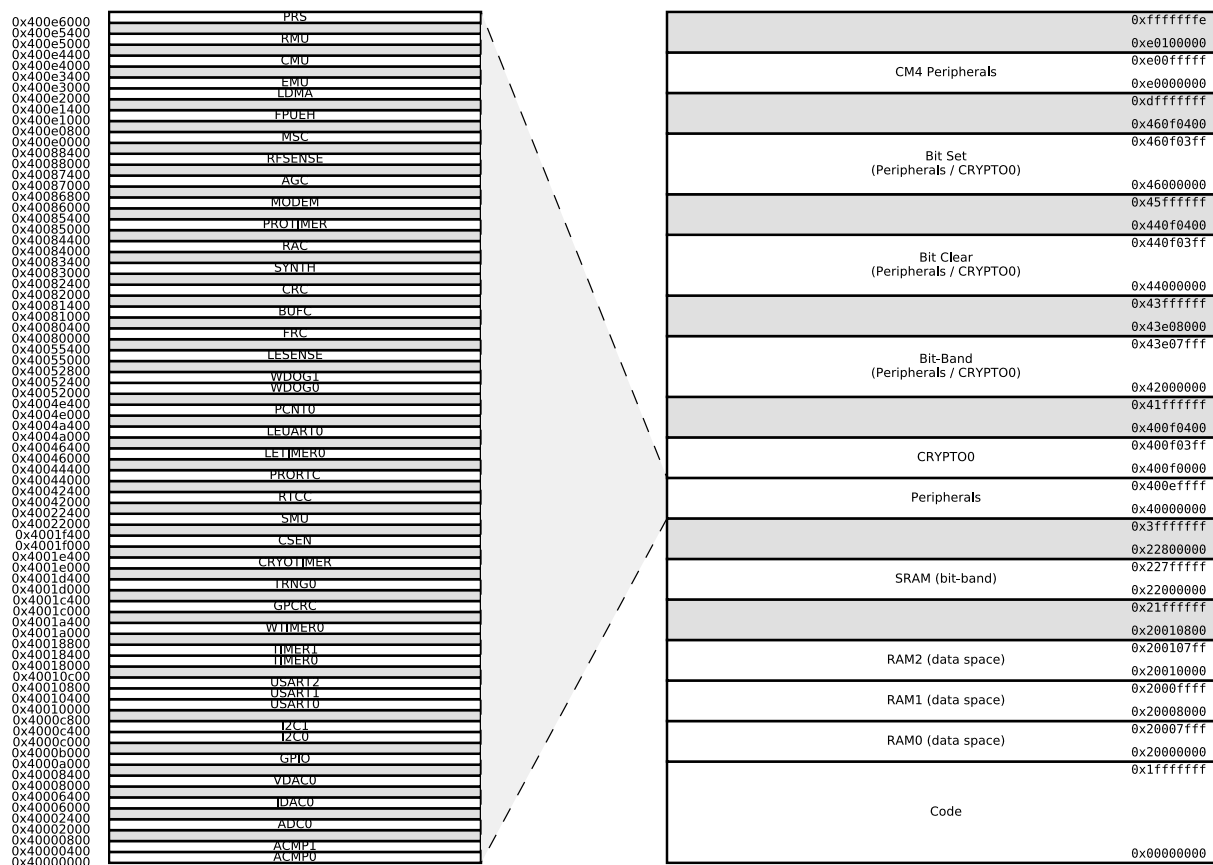 PRS
0x400e6000
0x400e5400
RMU
0x400e5000
0x400e4400
CMU
0x400e4000
0x400e3400
EMU
0x400e3000
LDMA
0x400e2000
0x400e1400
FPUEH
0x400e1000
0x400e0800
MSC
0x400e0000
0x40088400
RFSENSE
0x40088000
0x40087400
AGC
0x40087000
0x40086800
MODEM
0x40086000
0x40085400
PROTIMER
0x40085000
0x40084400
RAC
0x40084000
0x40083400
SYNTH
0x40083000
0x40082400
CRC
0x40082000
0x40081400
BUFC
0x40081000
0x40080400
FRC
0x40080000
0x40055400
LESENSE
0x40055000
0x40052800
WDOG1
0x40052400
WDOG0
0x40052000
0x4004e400
PCNT0
0x4004e000
0x4004a400
LEUART0
0x4004a000
0x40046400
LETIMER0
0x40046000
0x40044400
PRORTC
0x40044000
0x40042400
RTCC
0x40042000
0x40022400
SMU
0x40022000
0x4001f400
CSEN
0x4001f000
0x4001e400
CRYOTIMER
0x4001e000
0x4001d400
TRNG0
0x4001d000
0x4001c400
GPCRC
0x4001c000
0x4001a400
WTIMER0
0x4001a000
0x40018800
TIMER1
0x40018400
TIMER0
0x40018000
0x40010c00
USART2
0x40010800
USART1
0x40010400
USART0
0x40010000
0x4000c800
I2C1
0x4000c400
I2C0
0x4000c000
0x4000b000
GPIO
0x4000a000
0x40008400
VDAC0
0x40008000
0x40006400
IDAC0
0x40006000
0x40002400
ADC0
0x40002000
0x40000800
ACMP1
0x40000400
ACMP0
0x40000000
0xfffffffe
0xe0100000
0xe00fffff
CM4 Peripherals
0xe0000000
0xdfffffff
0x460f0400
0x460f03ff
Bit Set
(Peripherals / CRYPTO0)
0x46000000
0x45ffffff
0x440f0400
0x440f03ff
Bit Clear
(Peripherals / CRYPTO0)
0x44000000
0x43ffffff
0x43e08000
0x43e07fff
Bit-Band
(Peripherals / CRYPTO0)
0x42000000
0x41ffffff
0x400f0400
0x400f03ff
CRYPTO0
0x400f0000
0x400effff
Peripherals
0x40000000
0x3fffffff
0x22800000
0x227fffff
SRAM (bit-band)
0x22000000
0x21ffffff
0x20010800
0x200107ff
RAM2 (data space)
0x20010000
0x2000ffff
RAM1 (data space)
0x20008000
0x20007fff
RAM0 (data space)
0x20000000
0x1fffffff
Code
0x00000000